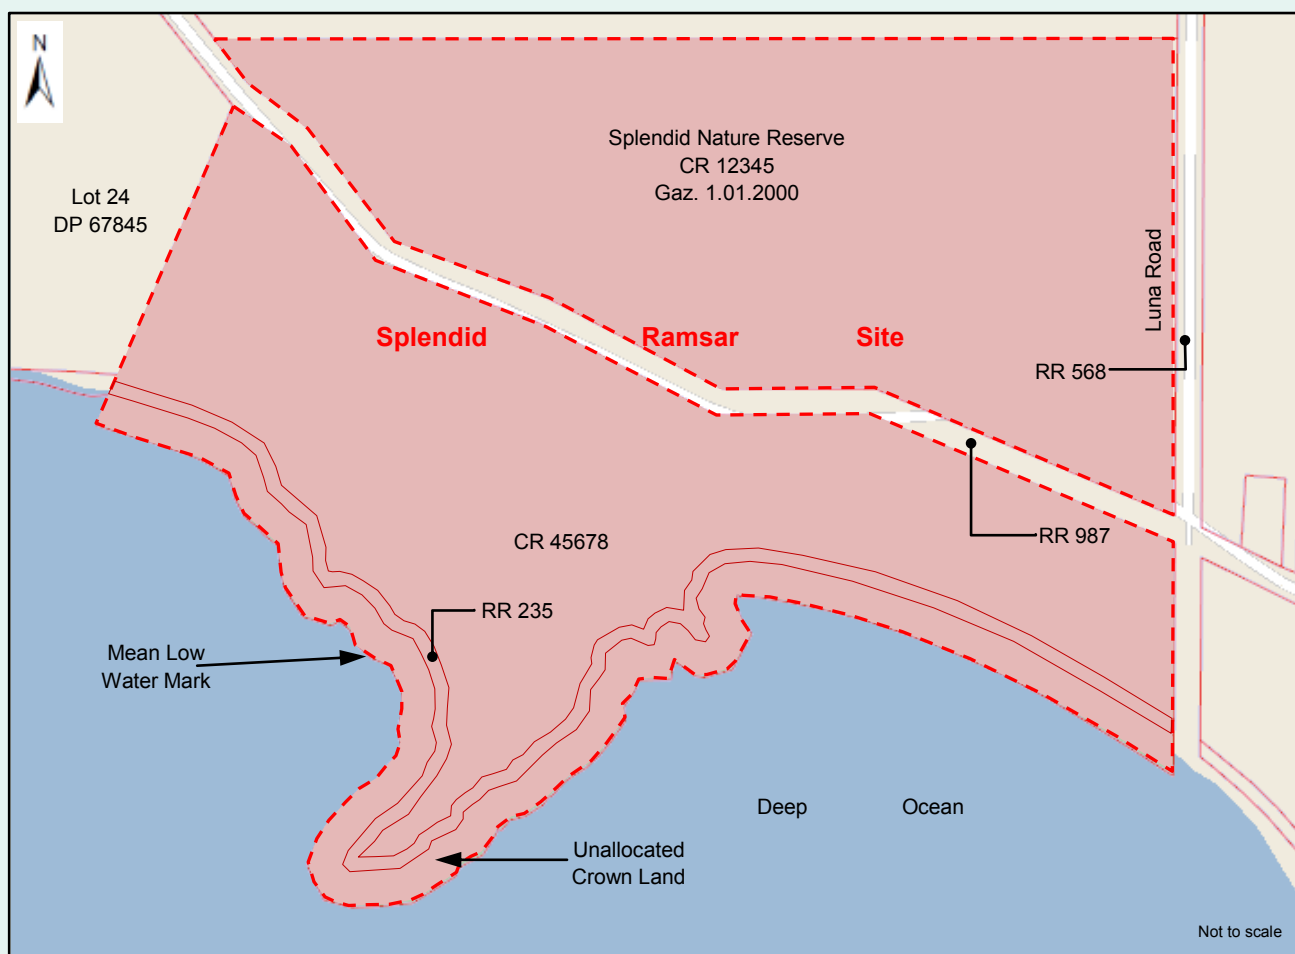 N
Splendid Nature Reserve
CR 12345
Gaz. 1.01.2000
Lot 24
DP 67845
Luna Road
Splendid Ramsar Site
RR 568
RR 987
CR 45678
RR 235
Mean Low
Water Mark
Deep Ocean
Unallocated
Crown Land
Not to scale